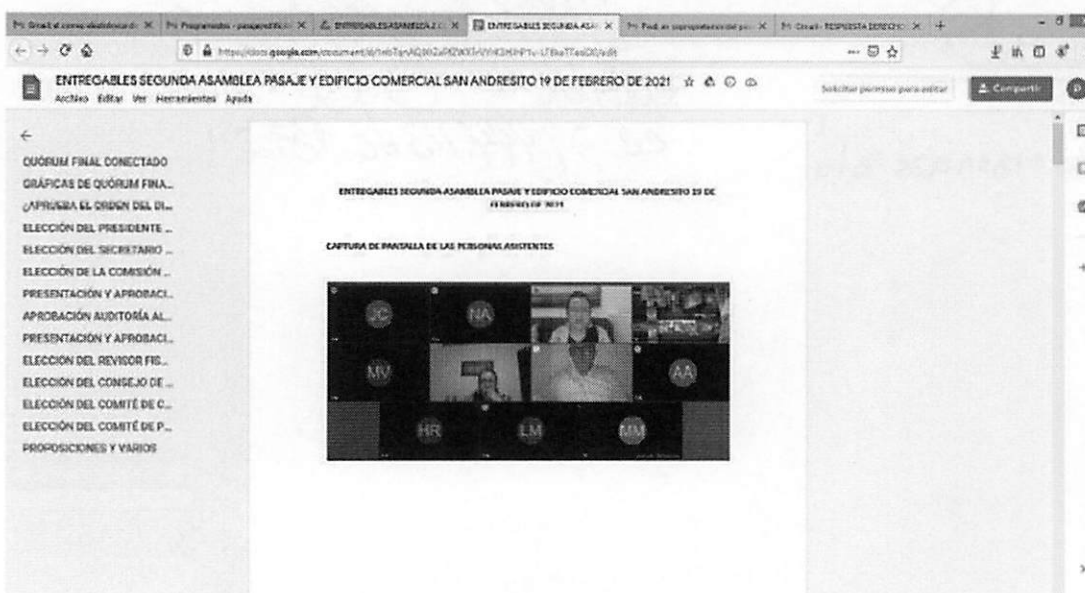 ENTREGABLES SEGUNDA ASAMBLEA PASAJE Y EDIFICIO COMERCIAL SAN ANDRESITO 19 DE FEBRERO DE 2021
Archivo Editar Ver Herramientas Ayuda
Solicitar permiso para editar
Compartir
QUÓRUM FINAL CONECTADO
GRÁFICAS DE QUÓRUM FINA...
¿APRUEBA EL ORDEN DEL DI...
ELECCIÓN DEL PRESIDENTE ...
ELECCIÓN DEL SECRETARIO ...
ELECCIÓN DE LA COMISIÓN ...
PRESENTACIÓN Y APROBACI...
APROBACIÓN AUDITORÍA AL...
PRESENTACIÓN Y APROBACI...
ELECCIÓN DEL REVISOR FIS...
ELECCIÓN DEL CONSEJO DE ...
ELECCIÓN DEL COMITÉ DE C...
ELECCIÓN DEL COMITÉ DE P...
PROPOSICIONES Y VARIOS
ENTREGABLES SEGUNDA ASAMBLEA PASAJE Y EDIFICIO COMERCIAL SAN ANDRESITO 19 DE
FEBRERO DE 2021
CAPTURA DE PANTALLA DE LAS PERSONAS ASISTENTES
JC
NA
MV
AA
HR
LM
MM